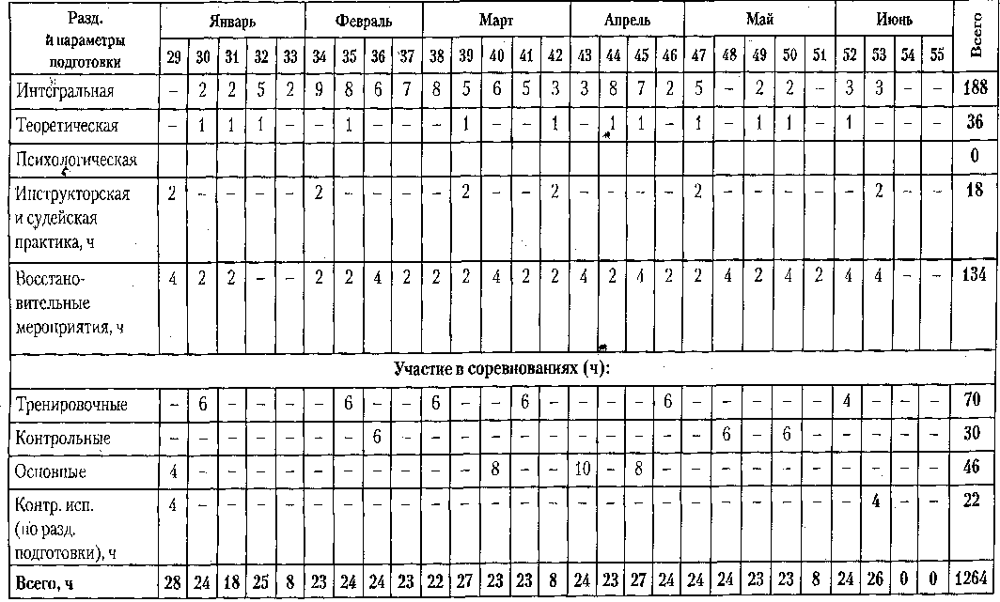 Разд. й параметры подготовки Январь Февраль Март Апрель Май Июнь Всего
29 30 31 32 33 34 35 36 37 38 39 40 41 42 43 44 45 46 47 48 49 50 51 52 53 54 55
Интегральная – 2 2 5 2 9 8 6 7 8 5 6 5 3 3 8 7 2 5 – 2 2 – 3 3 – – 188
Теоретическая – 1 1 1 – – 1 – – – 1 – – 1 – 1 1 – 1 – 1 1 – 1 – – – 36
Психологическая 0
Инструкторская и судейская практика, ч 2 – – – – 2 – – – – 2 – – 2 – – – – 2 – – – – – 2 – – 18
Восстано-
вительные
мероприятия, ч 4 2 2 – – 2 2 4 2 2 2 4 2 2 4 2 4 2 2 4 2 4 2 4 4 – – 134
Участие в соревнованиях (ч):
Тренировочные – 6 – – – – 6 – – 6 – – 6 – – – – 6 – – – – – 4 – – – 70
Контрольные – – – – – – – 6 – – – – – – – – – – – 6 – 6 – – – – – 30
Основные 4 – – – – – – – – – – 8 – – 10 – 8 – – – – – – – – – – 46
Контр. исп.
(по разд.
подготовки), ч 4 – – – – – – – – – – – – – – – – – – – – – – – 4 – – 22
Всего, ч 28 24 18 25 8 23 24 24 23 22 27 23 23 8 24 23 27 24 24 24 23 23 8 24 26 0 0 1264